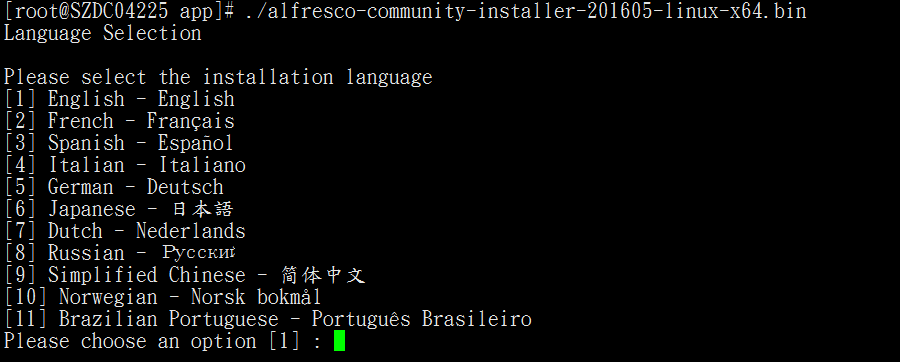 [root@SZDC04225 app]# ./alfresco-community-installer-201605-linux-x64.bin
Language Selection
Please select the installation language
[1] English - English
[2] French - Français
[3] Spanish - Español
[4] Italian - Italiano
[5] German - Deutsch
[6] Japanese - 日本語
[7] Dutch - Nederlands
[8] Russian - Русский
[9] Simplified Chinese - 简体中文
[10] Norwegian - Norsk bokmål
[11] Brazilian Portuguese - Português Brasileiro
Please choose an option [1] :